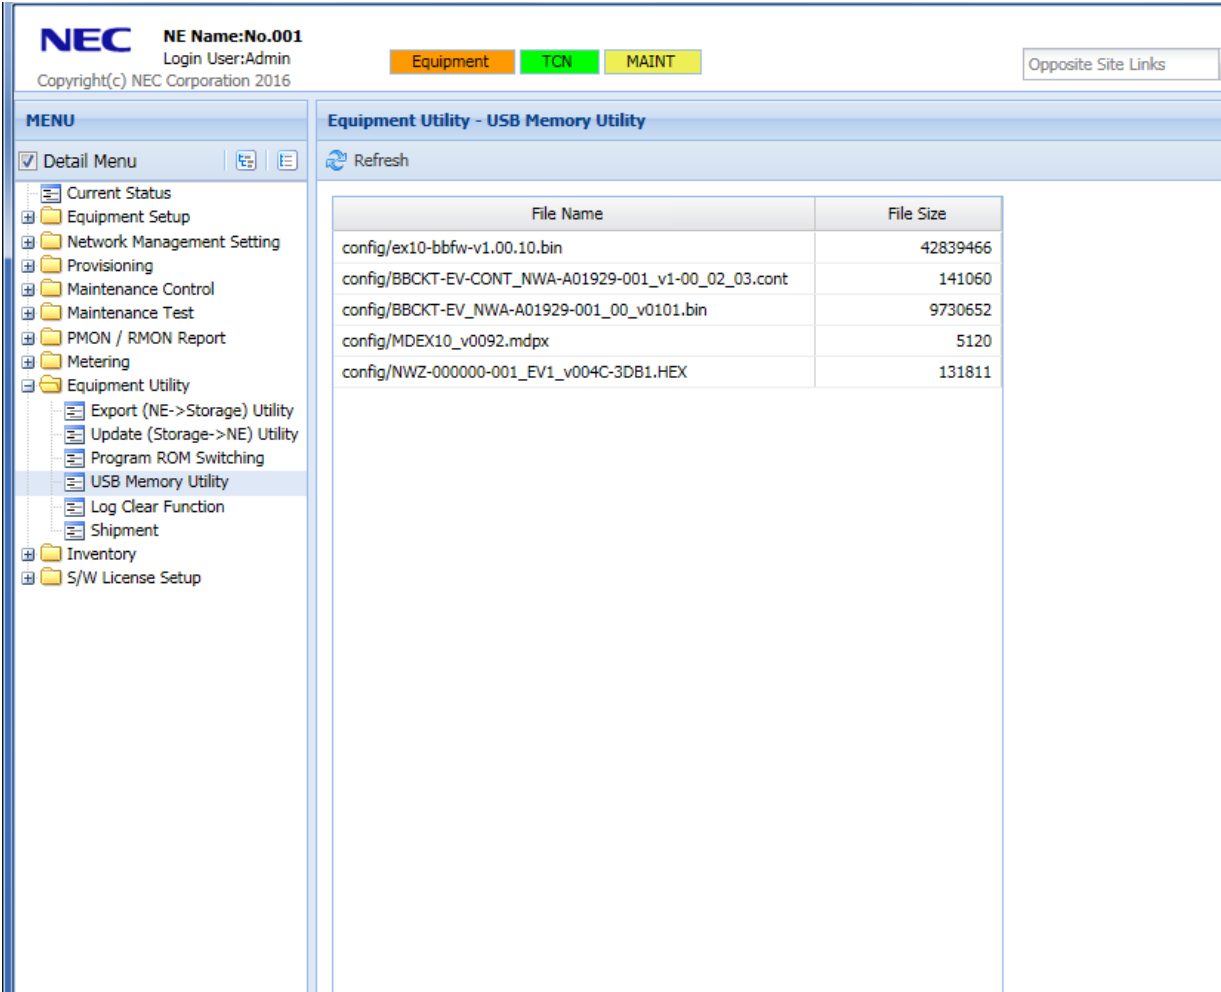 NEC
NE Name:No.001
Login User:Admin
Copyright(c) NEC Corporation 2016
Equipment TCN MAINT
Opposite Site Links
MENU
Detail Menu
Current Status
Equipment Setup
Network Management Setting
Provisioning
Maintenance Control
Maintenance Test
PMON / RMON Report
Metering
Equipment Utility
Export (NE->Storage) Utility
Update (Storage->NE) Utility
Program ROM Switching
USB Memory Utility
Log Clear Function
Shipment
Inventory
S/W License Setup
Equipment Utility - USB Memory Utility
Refresh
File Name File Size
config/ex10-bbfw-v1.00.10.bin 42839466
config/BBCKT-EV-CONT_NWA-A01929-001_v1-00_02_03.cont 141060
config/BBCKT-EV_NWA-A01929-001_00_v0101.bin 9730652
config/MDEX10_v0092.mdpx 5120
config/NWZ-000000-001_EV1_v004C-3DB1.HEX 131811